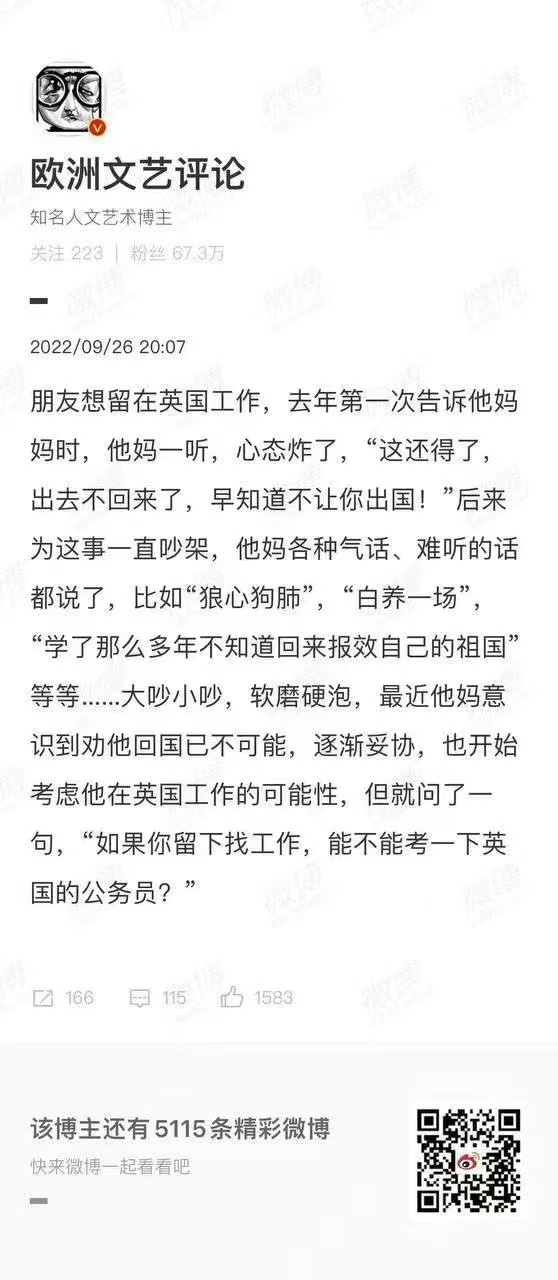 欧洲文艺评论
知名人文艺术博主
关注 223 | 粉丝 67.3万
2022/09/26 20:07
朋友想留在英国工作，去年第一次告诉他妈
妈时，他妈一听，心态炸了，“这还得了，
出去不回来了，早知道不让你出国！”后来
为这事一直吵架，他妈各种气话、难听的话
都说了，比如“狼心狗肺”，“白养一场”，
“学了那么多年不知道回来报效自己的祖国”
等等......大吵小吵，软磨硬泡，最近他妈意
识到劝他回国已不可能，逐渐妥协，也开始
考虑他在英国工作的可能性，但就问了一
句，“如果你留下找工作，能不能考一下英
国的公务员？”
166 115 1583
该博主还有5115条精彩微博
快来微博一起看看吧